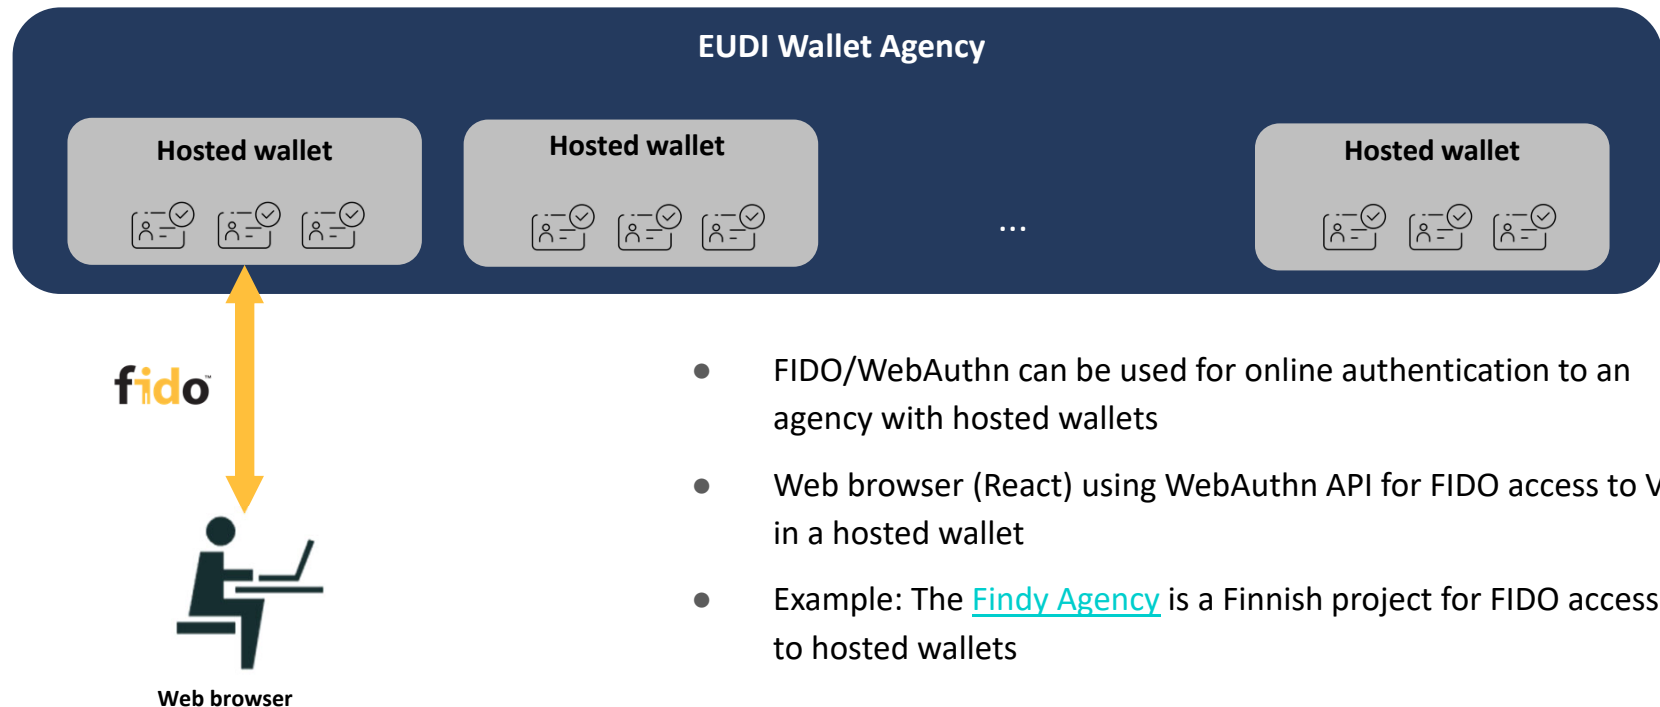 EUDI Wallet Agency
Hosted wallet
Hosted wallet
...
Hosted wallet
fido™
● FIDO/WebAuthn can be used for online authentication to an
agency with hosted wallets
● Web browser (React) using WebAuthn API for FIDO access to
in a hosted wallet
● Example: The Findy Agency is a Finnish project for FIDO access
to hosted wallets
Web browser